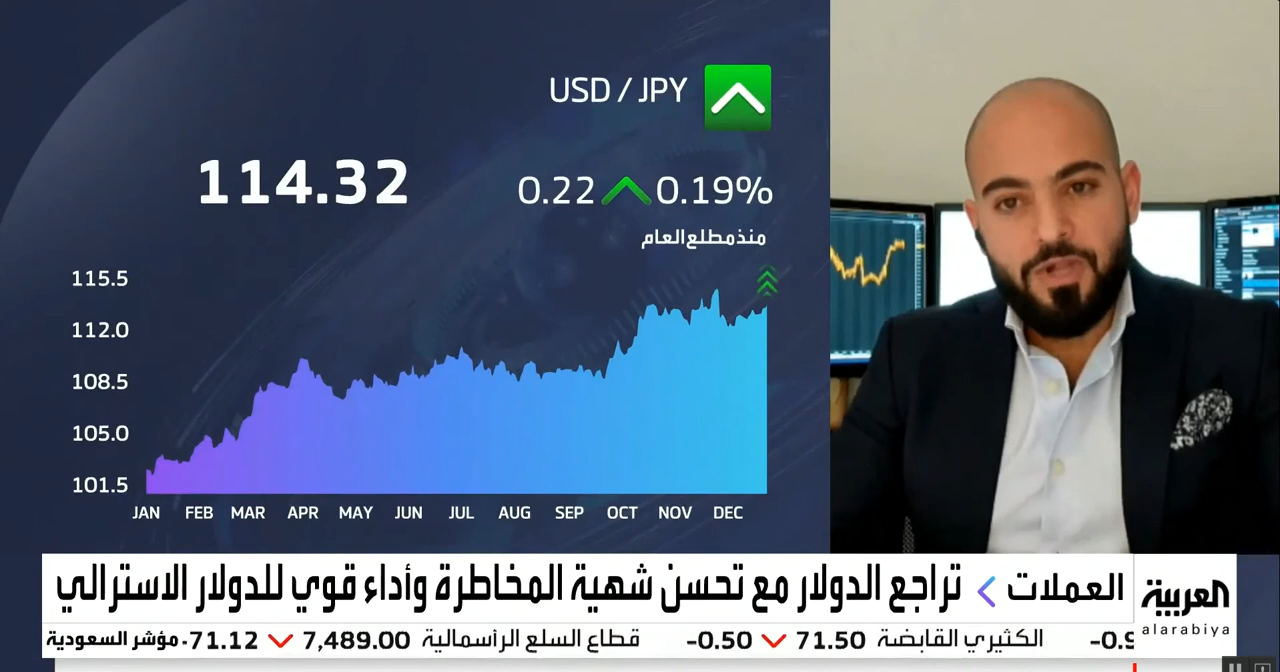 USD / JPY
114.32
0.22 0.19%
منذ مطلع العام
115.5
112.0
108.5
105.0
101.5
JAN FEB MAR APR MAY JUN JUL AUG SEP OCT NOV DEC
العملات
تراجع الدولار مع تحسن شهية المخاطرة وأداء قوي للدولار الاسترالي
العربية
alarabiya
-0.9
الكثيري القابضة 71.50 -0.50
قطاع السلع الرأسمالية 7,489.00 -71.12
مؤشر السعودية